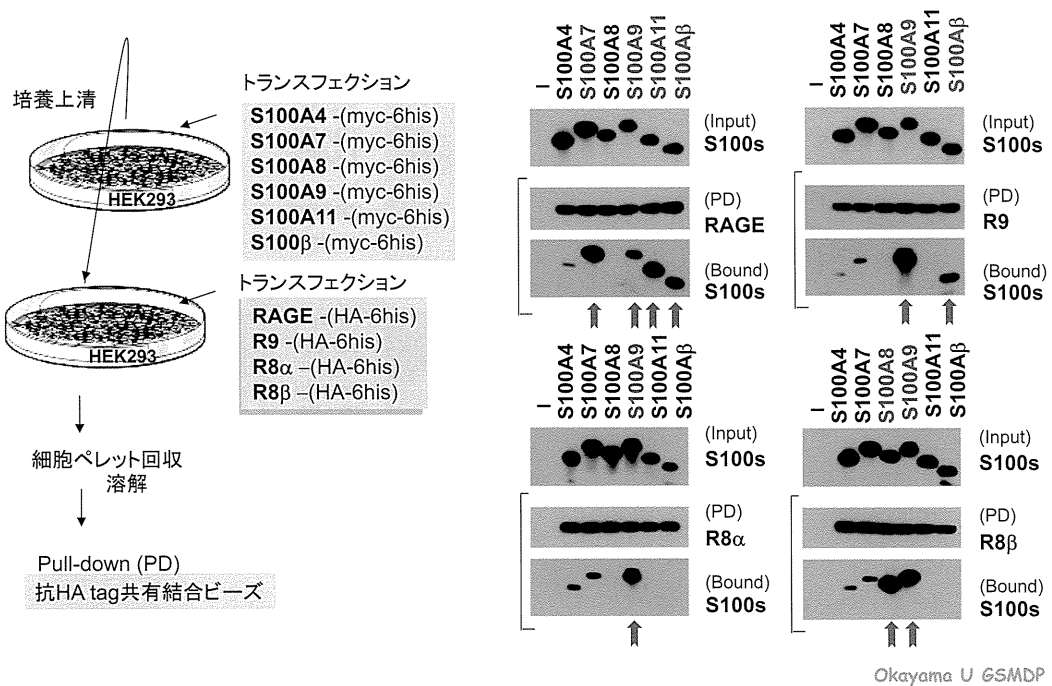 培養上清
HEK293
トランスフェクション
S100A4 -(myc-6his)
S100A7 -(myc-6his)
S100A8 -(myc-6his)
S100A9 -(myc-6his)
S100A11 -(myc-6his)
S100β -(myc-6his)
HEK293
トランスフェクション
RAGE -(HA-6his)
R9 -(HA-6his)
R8α –(HA-6his)
R8β –(HA-6his)
細胞ペレット回収
溶解
Pull-down (PD)
抗HA tag共有結合ビーズ
–
S100A4
S100A7
S100A8
S100A9
S100A11
S100Aβ
(Input)
S100s
(PD)
RAGE
(Bound)
S100s
–
S100A4
S100A7
S100A8
S100A9
S100A11
S100Aβ
(Input)
S100s
(PD)
R9
(Bound)
S100s
–
S100A4
S100A7
S100A8
S100A9
S100A11
S100Aβ
(Input)
S100s
(PD)
R8α
(Bound)
S100s
–
S100A4
S100A7
S100A8
S100A9
S100A11
S100Aβ
(Input)
S100s
(PD)
R8β
(Bound)
S100s
Okayama U GSMDP